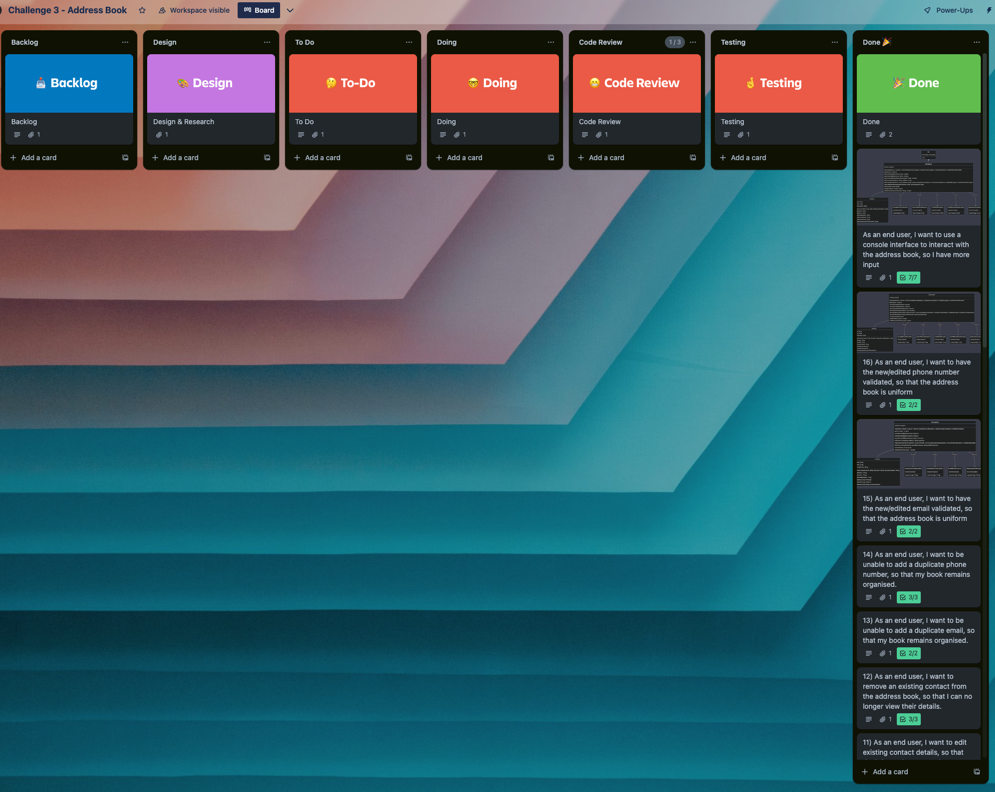 Challenge 3 - Address Book
Workspace visible
Board
Power-Ups
Backlog
Backlog
Backlog
1
Add a card
Design
Design
Design & Research
1
Add a card
To Do
To-Do
To Do
1
Add a card
Doing
Doing
Doing
1
Add a card
Code Review
1/3
Code Review
Code Review
1
Add a card
Testing
Testing
Testing
1
Add a card
Done 🎉
Done
Done
2
As an end user, I want to use a
console interface to interact with
the address book, so I have more
input
1
7/7
16) As an end user, I want to have
the new/edited phone number
validated, so that the address
book is uniform
1
2/2
15) As an end user, I want to have
the new/edited email validated, so
that the address book is uniform
1
2/2
14) As an end user, I want to be
unable to add a duplicate phone
number, so that my book remains
organised.
1
3/3
13) As an end user, I want to be
unable to add a duplicate email, so
that my book remains organised.
1
2/2
12) As an end user, I want to
remove an existing contact from
the address book, so that I can no
longer view their details.
1
3/3
11) As an end user, I want to edit
existing contact details, so that
Add a card